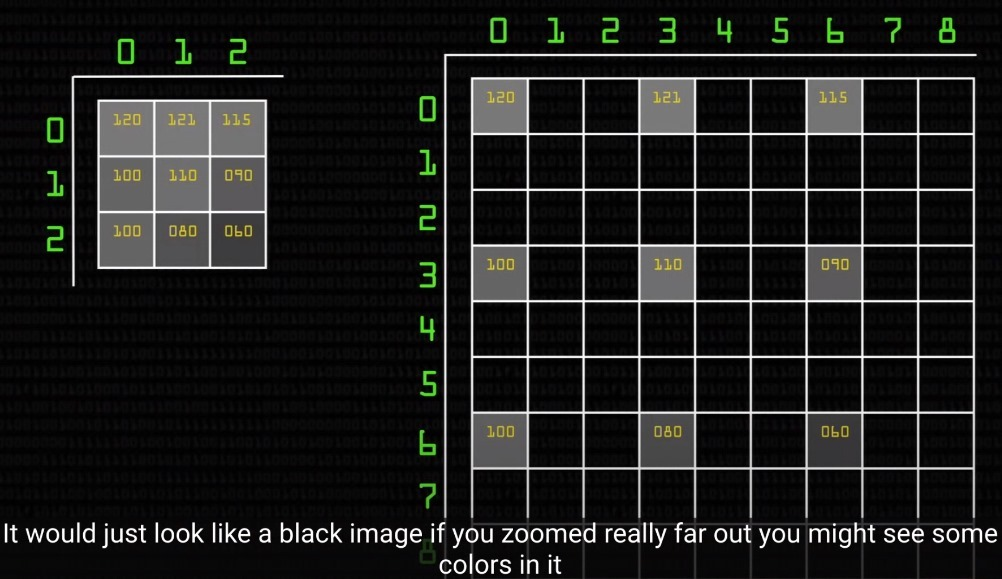 0 1 2
0 120 121 115
1 100 110 090
2 100 080 060
0 1 2 3 4 5 6 7 8
0 120 121 115
1
2
3 100 110 090
4
5
6 100 080 060
7
8
It would just look like a black image if you zoomed really far out you might see some
colors in it